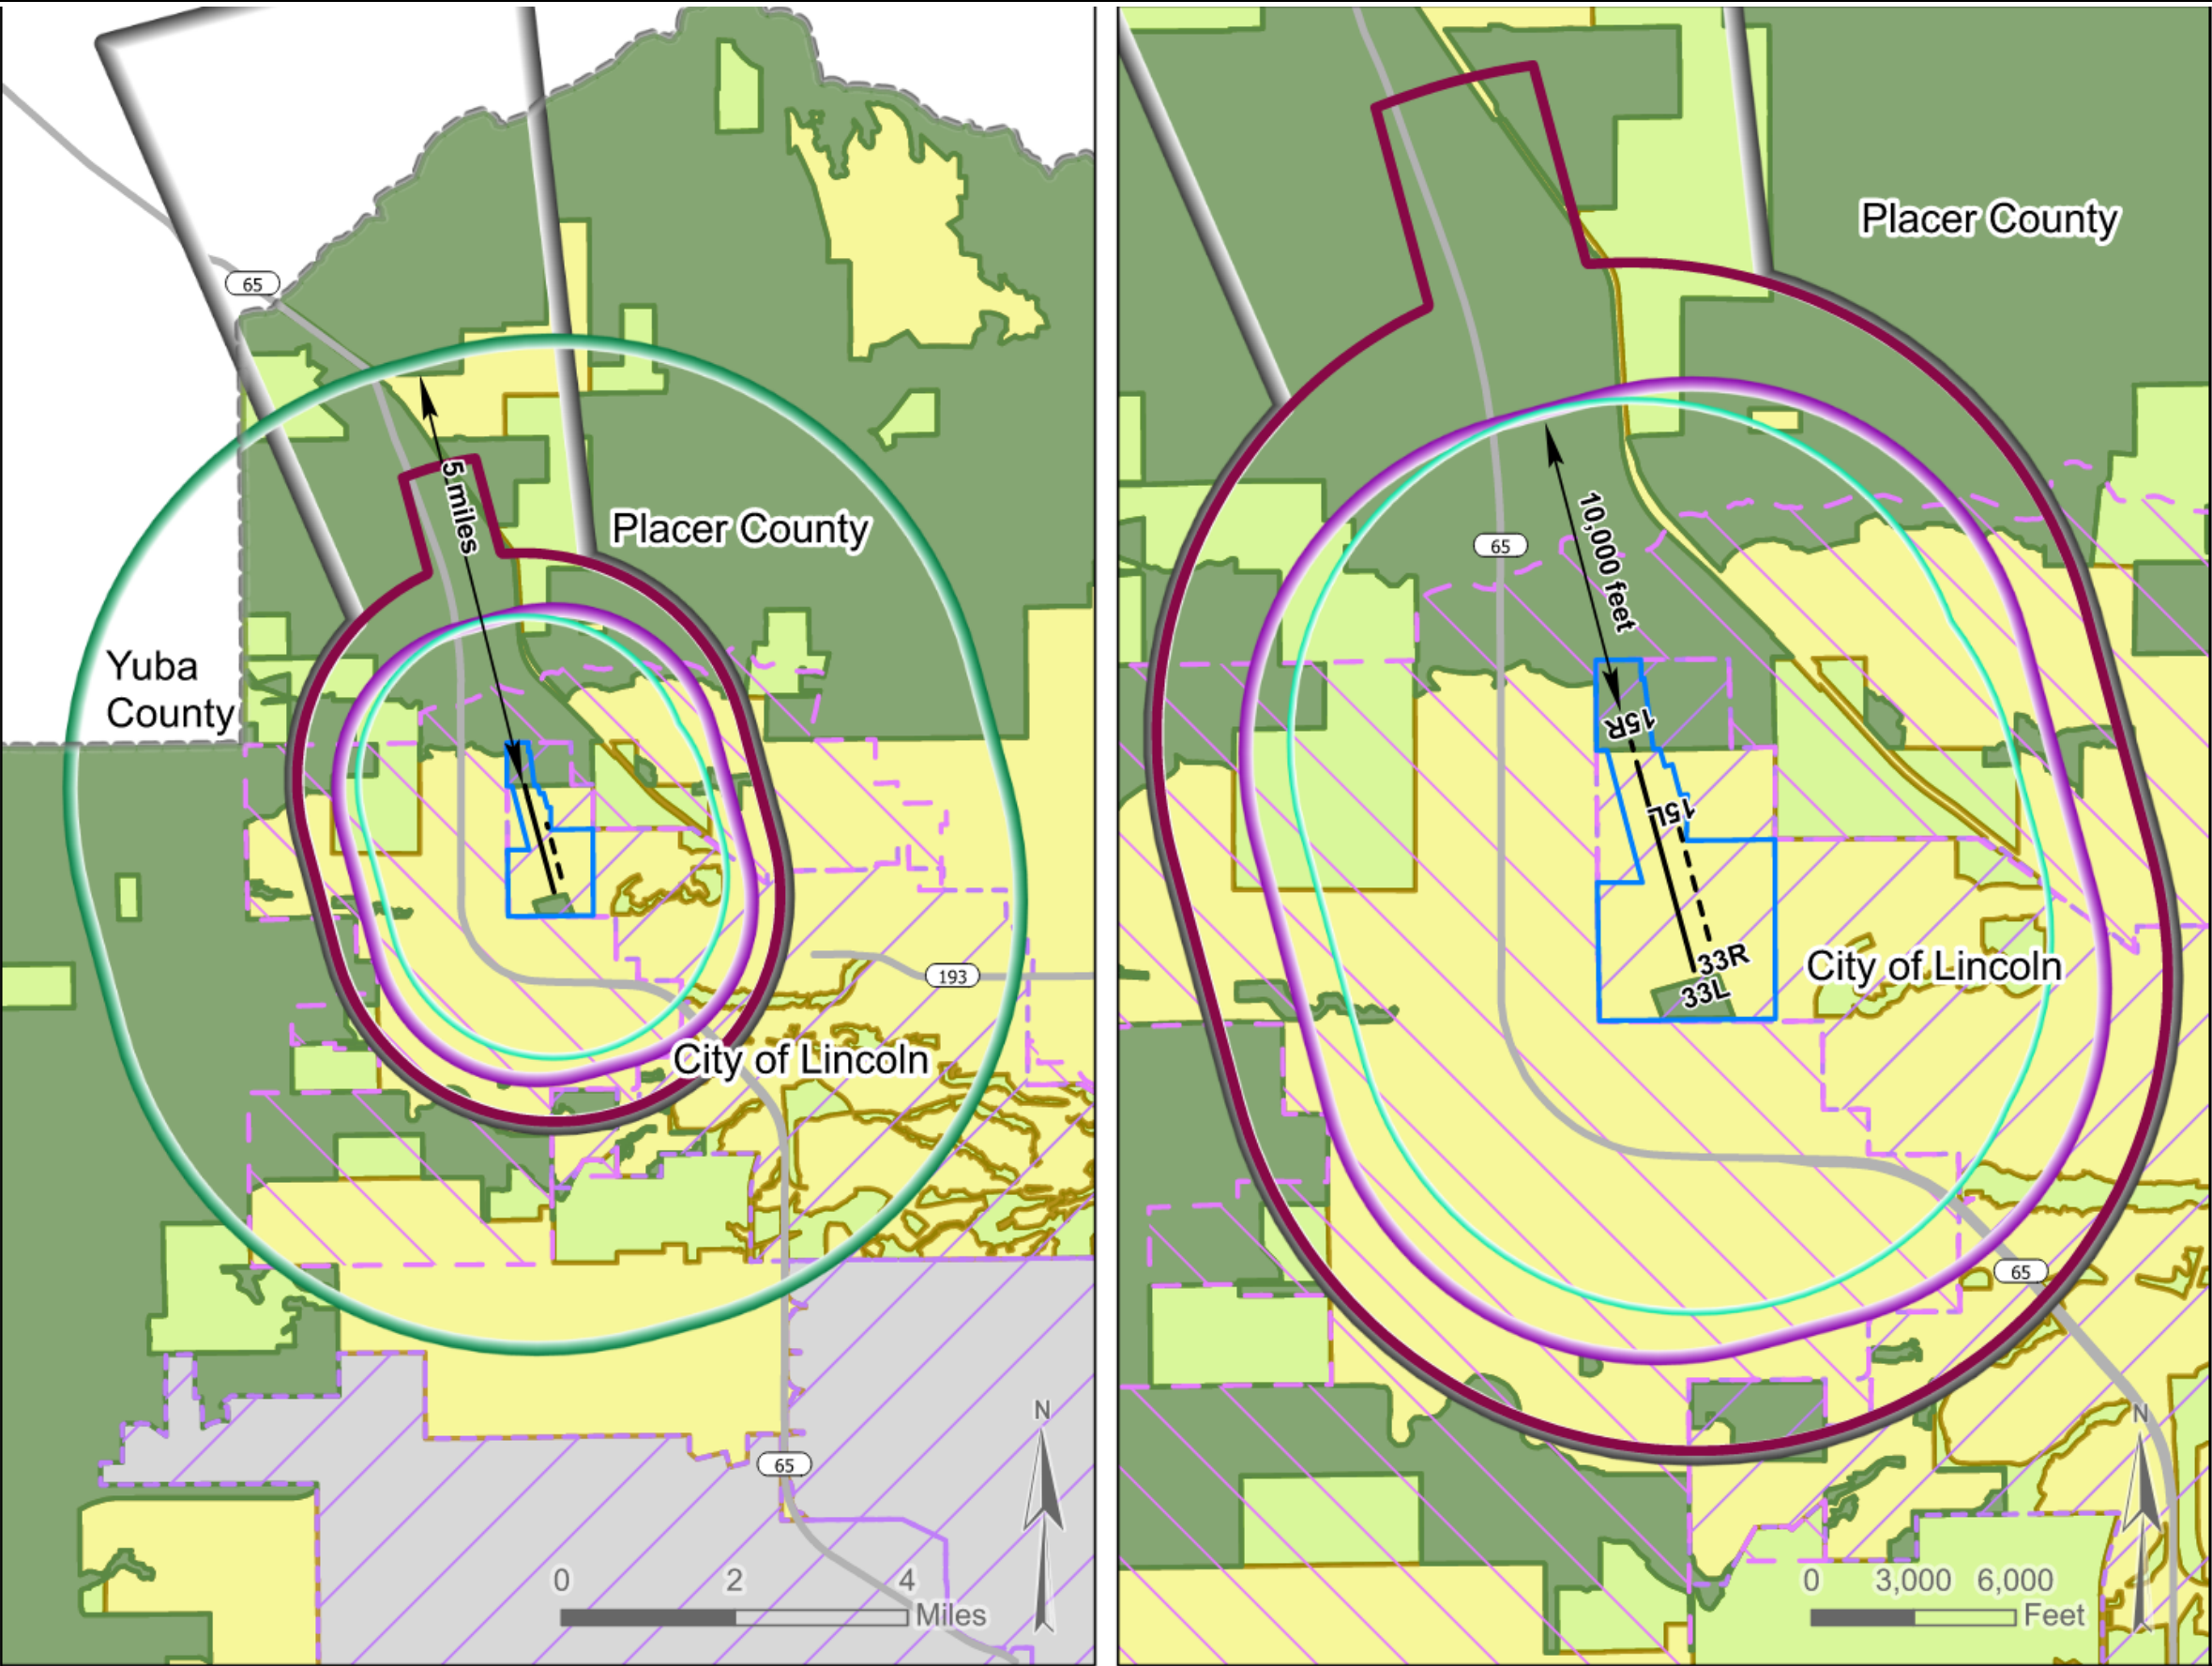 65
5 miles
Placer County
Yuba
County
193
City of Lincoln
65
N
0 2 4
Miles
Placer County
65
10,000 feet
15R
15L
33R
City of Lincoln
33L
65
N
0 3,000 6,000
Feet